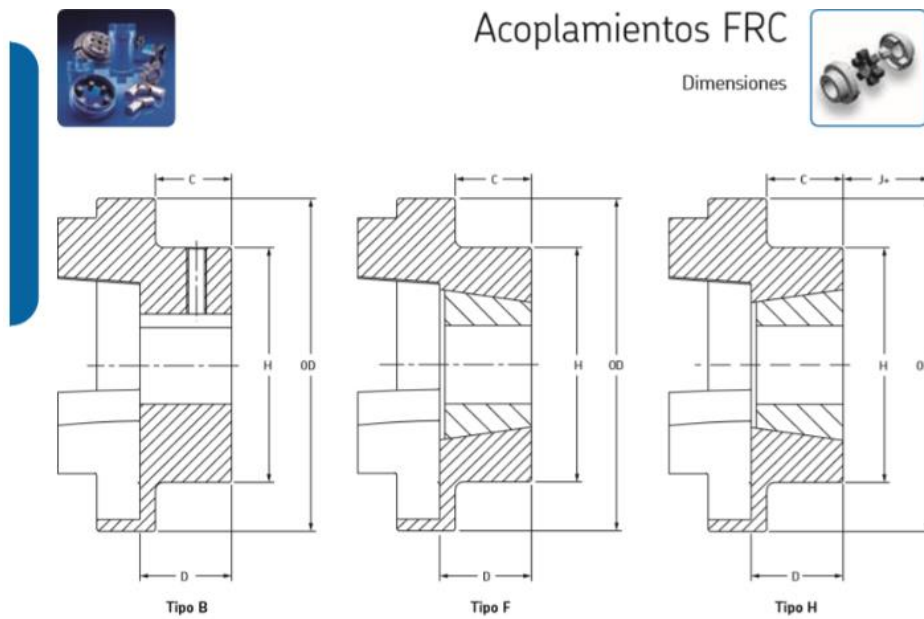 Acoplamientos FRC
Dimensiones
C
C
C
J+
H
OD
H
OD
H
D
D
D
Tipo B
Tipo F
Tipo H